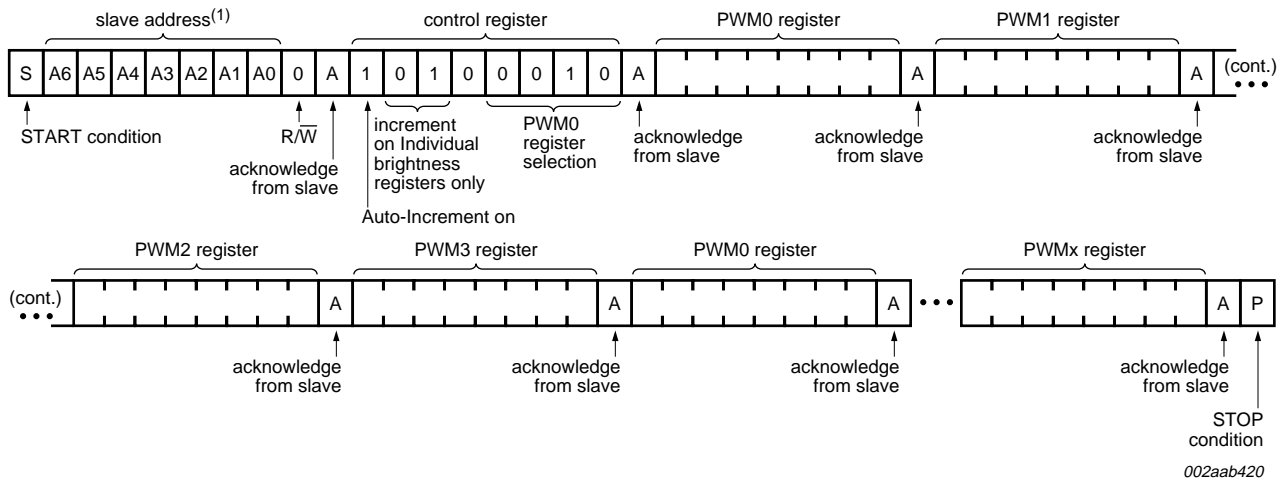 slave address(1) control register PWM0 register PWM1 register
S A6 A5 A4 A3 A2 A1 A0 0 A 1 0 1 0 0 0 1 0 A A A (cont.)
START condition
R/W̅
acknowledge
from slave
Auto-Increment on
increment
on Individual
brightness
registers only
PWM0
register
selection
acknowledge
from slave
acknowledge
from slave
acknowledge
from slave
PWM2 register PWM3 register PWM0 register PWMx register
(cont.) A A A A P
acknowledge
from slave
acknowledge
from slave
acknowledge
from slave
acknowledge
from slave
STOP
condition
002aab420